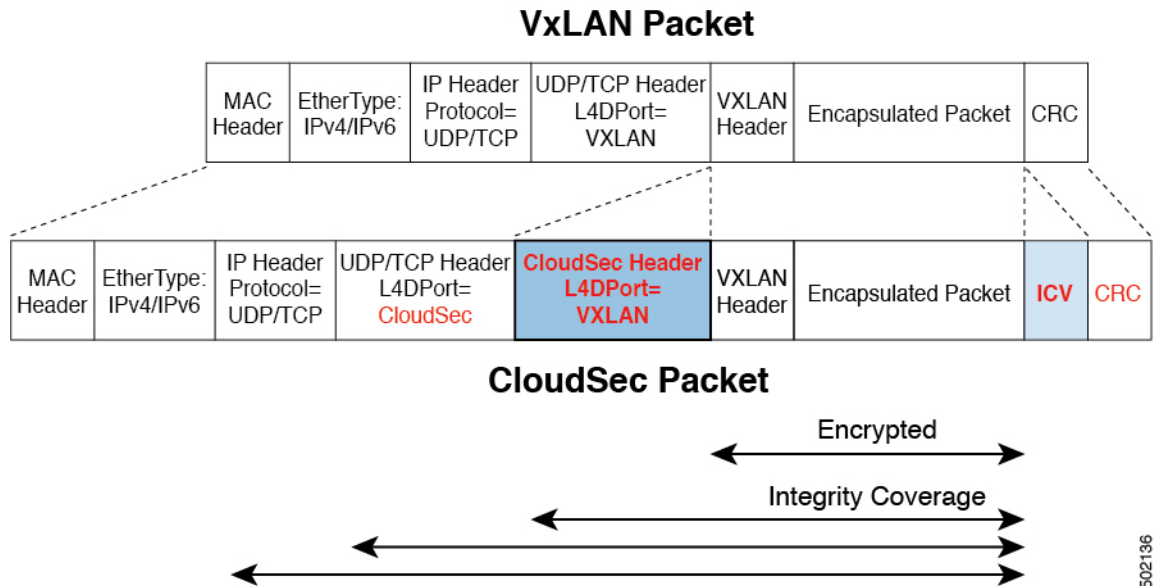 VxLAN Packet
MAC
Header
EtherType:
IPv4/IPv6
IP Header
Protocol=
UDP/TCP
UDP/TCP Header
L4DPort=
VXLAN
VXLAN
Header
Encapsulated Packet
CRC
MAC
Header
EtherType:
IPv4/IPv6
IP Header
Protocol=
UDP/TCP
UDP/TCP Header
L4DPort=
CloudSec
CloudSec Header
L4DPort=
VXLAN
VXLAN
Header
Encapsulated Packet
ICV
CRC
CloudSec Packet
Encrypted
Integrity Coverage
502136